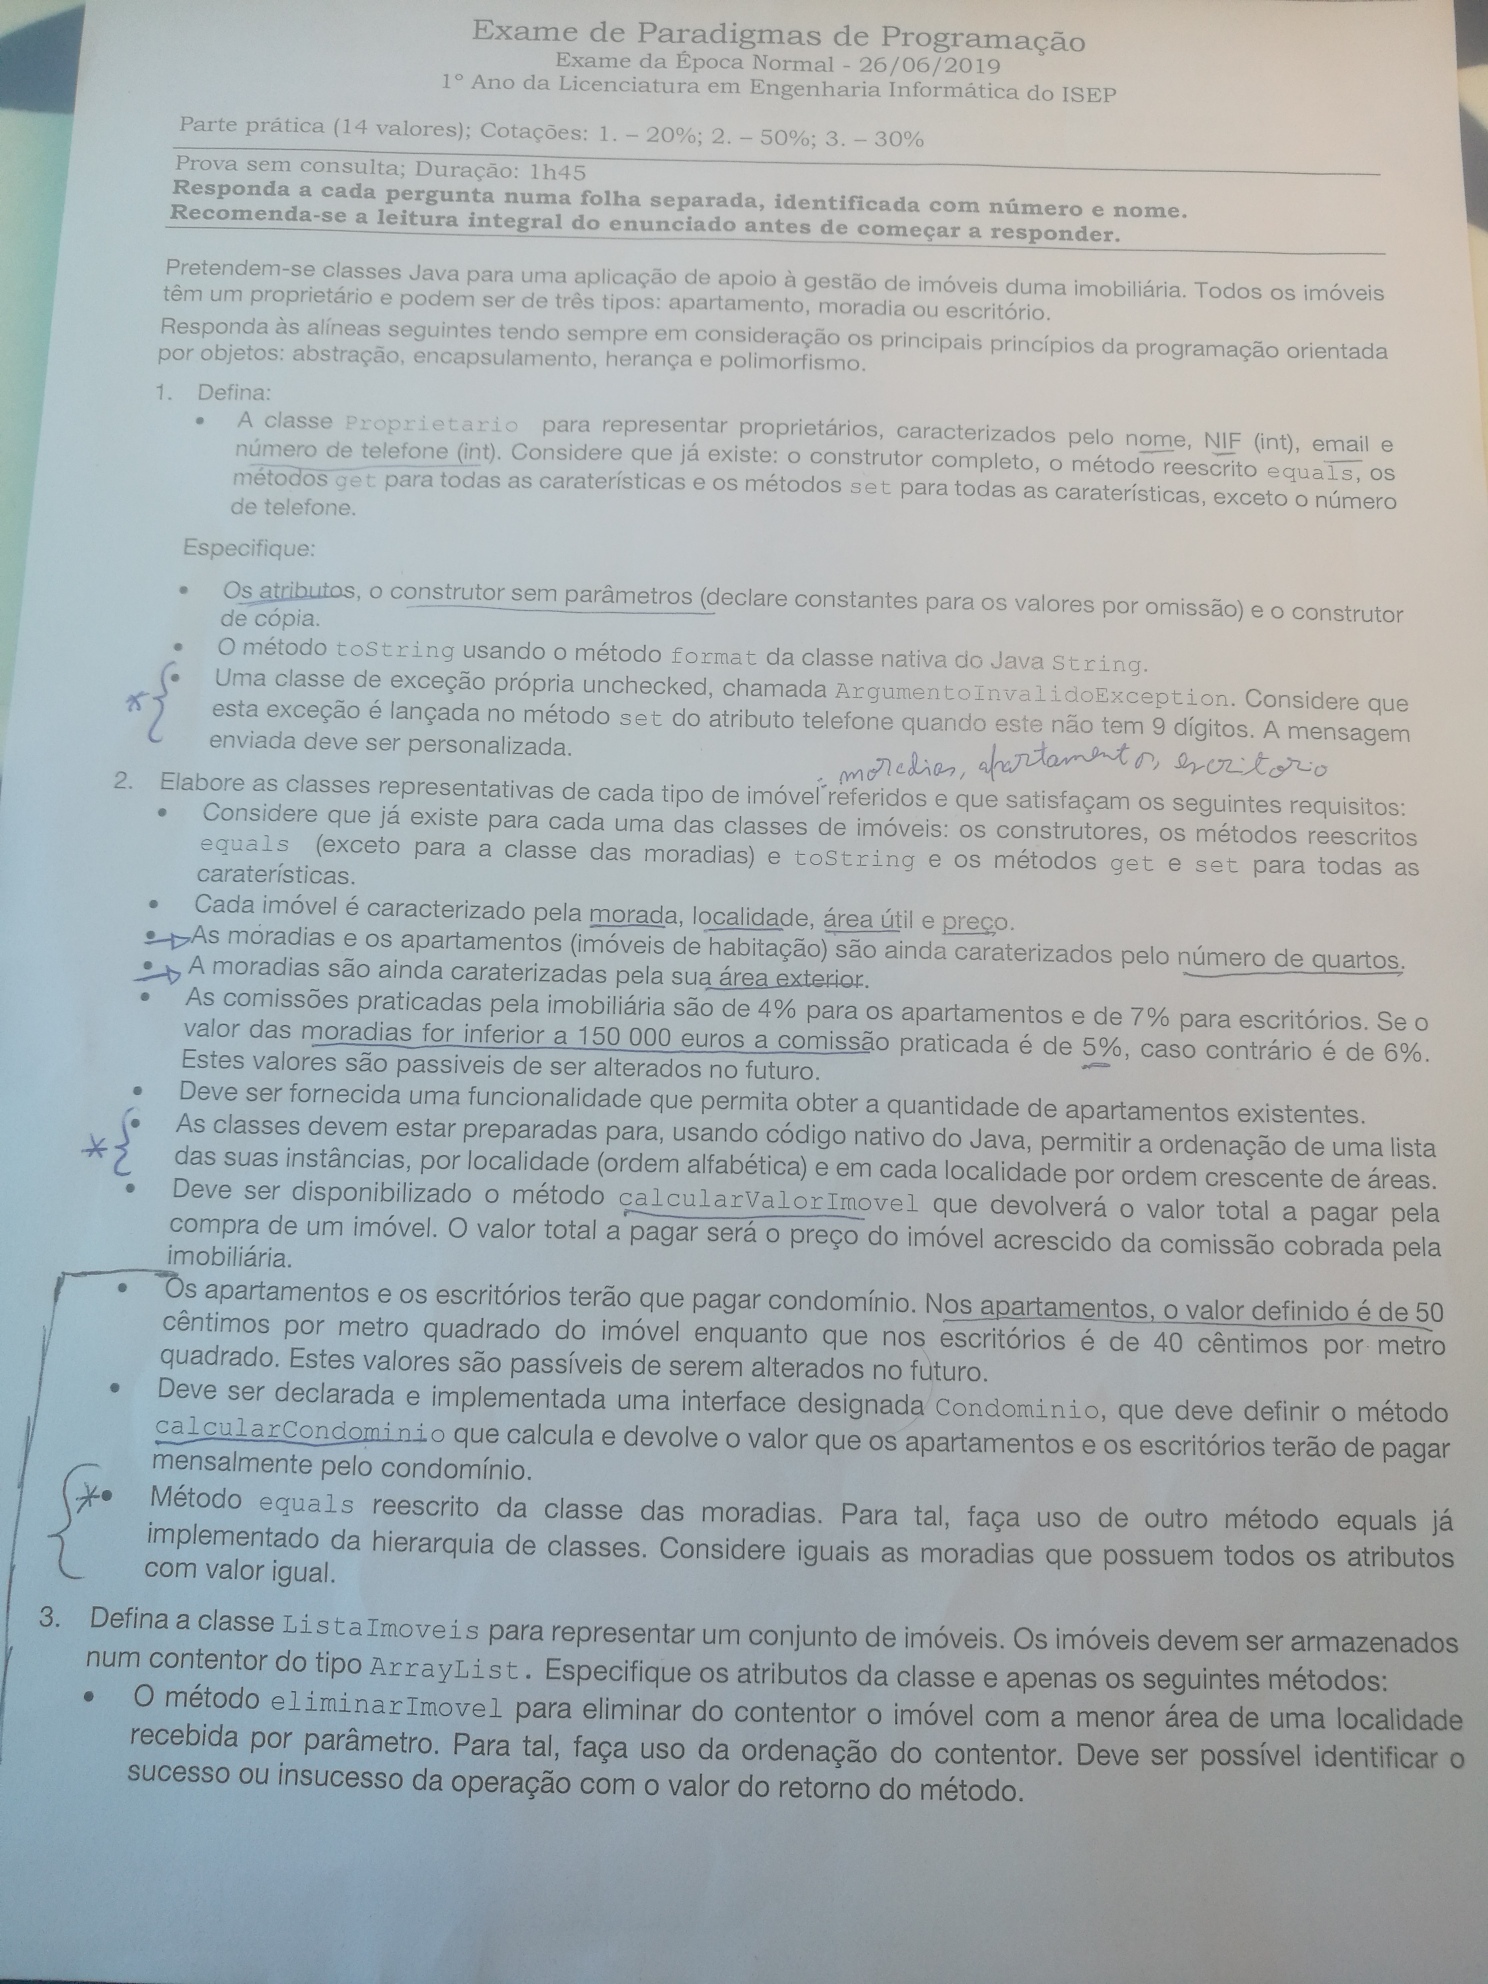 Exame de Paradigmas de Programação
Exame da Época Normal - 26/06/2019
1º Ano da Licenciatura em Engenharia Informática do ISEP
Parte prática (14 valores); Cotações: 1. – 20%; 2. – 50%; 3. – 30%
Prova sem consulta; Duração: 1h45
Responda a cada pergunta numa folha separada, identificada com número e nome.
Recomenda-se a leitura integral do enunciado antes de começar a responder.
Pretendem-se classes Java para uma aplicação de apoio à gestão de imóveis duma imobiliária. Todos os imóveis
têm um proprietário e podem ser de três tipos: apartamento, moradia ou escritório.
Responda às alíneas seguintes tendo sempre em consideração os principais princípios da programação orientada
por objetos: abstração, encapsulamento, herança e polimorfismo.
1. Defina:
• A classe Proprietario para representar proprietários, caracterizados pelo nome, NIF (int), email e
número de telefone (int). Considere que já existe: o construtor completo, o método reescrito equals, os
métodos get para todas as caraterísticas e os métodos set para todas as caraterísticas, exceto o número
de telefone.
Especifique:
• Os atributos, o construtor sem parâmetros (declare constantes para os valores por omissão) e o construtor
de cópia.
• O método toString usando o método format da classe nativa do Java String.
* • Uma classe de exceção própria unchecked, chamada ArgumentoInvalidoException. Considere que
esta exceção é lançada no método set do atributo telefone quando este não tem 9 dígitos. A mensagem
enviada deve ser personalizada.
moredias, apartamentos, escritorio
2. Elabore as classes representativas de cada tipo de imóvel referidos e que satisfaçam os seguintes requisitos:
• Considere que já existe para cada uma das classes de imóveis: os construtores, os métodos reescritos
equals (exceto para a classe das moradias) e toString e os métodos get e set para todas as
caraterísticas.
• Cada imóvel é caracterizado pela morada, localidade, área útil e preço.
• As moradias e os apartamentos (imóveis de habitação) são ainda caraterizados pelo número de quartos.
• A moradias são ainda caraterizadas pela sua área exterior.
• As comissões praticadas pela imobiliária são de 4% para os apartamentos e de 7% para escritórios. Se o
valor das moradias for inferior a 150 000 euros a comissão praticada é de 5%, caso contrário é de 6%.
Estes valores são passiveis de ser alterados no futuro.
• Deve ser fornecida uma funcionalidade que permita obter a quantidade de apartamentos existentes.
* • As classes devem estar preparadas para, usando código nativo do Java, permitir a ordenação de uma lista
das suas instâncias, por localidade (ordem alfabética) e em cada localidade por ordem crescente de áreas.
• Deve ser disponibilizado o método calcularValorImovel que devolverá o valor total a pagar pela
compra de um imóvel. O valor total a pagar será o preço do imóvel acrescido da comissão cobrada pela
imobiliária.
• Os apartamentos e os escritórios terão que pagar condomínio. Nos apartamentos, o valor definido é de 50
cêntimos por metro quadrado do imóvel enquanto que nos escritórios é de 40 cêntimos por metro
quadrado. Estes valores são passíveis de serem alterados no futuro.
• Deve ser declarada e implementada uma interface designada Condominio, que deve definir o método
calcularCondominio que calcula e devolve o valor que os apartamentos e os escritórios terão de pagar
mensalmente pelo condomínio.
* • Método equals reescrito da classe das moradias. Para tal, faça uso de outro método equals já
implementado da hierarquia de classes. Considere iguais as moradias que possuem todos os atributos
com valor igual.
3. Defina a classe ListaImoveis para representar um conjunto de imóveis. Os imóveis devem ser armazenados
num contentor do tipo ArrayList. Especifique os atributos da classe e apenas os seguintes métodos:
• O método eliminarImovel para eliminar do contentor o imóvel com a menor área de uma localidade
recebida por parâmetro. Para tal, faça uso da ordenação do contentor. Deve ser possível identificar o
sucesso ou insucesso da operação com o valor do retorno do método.